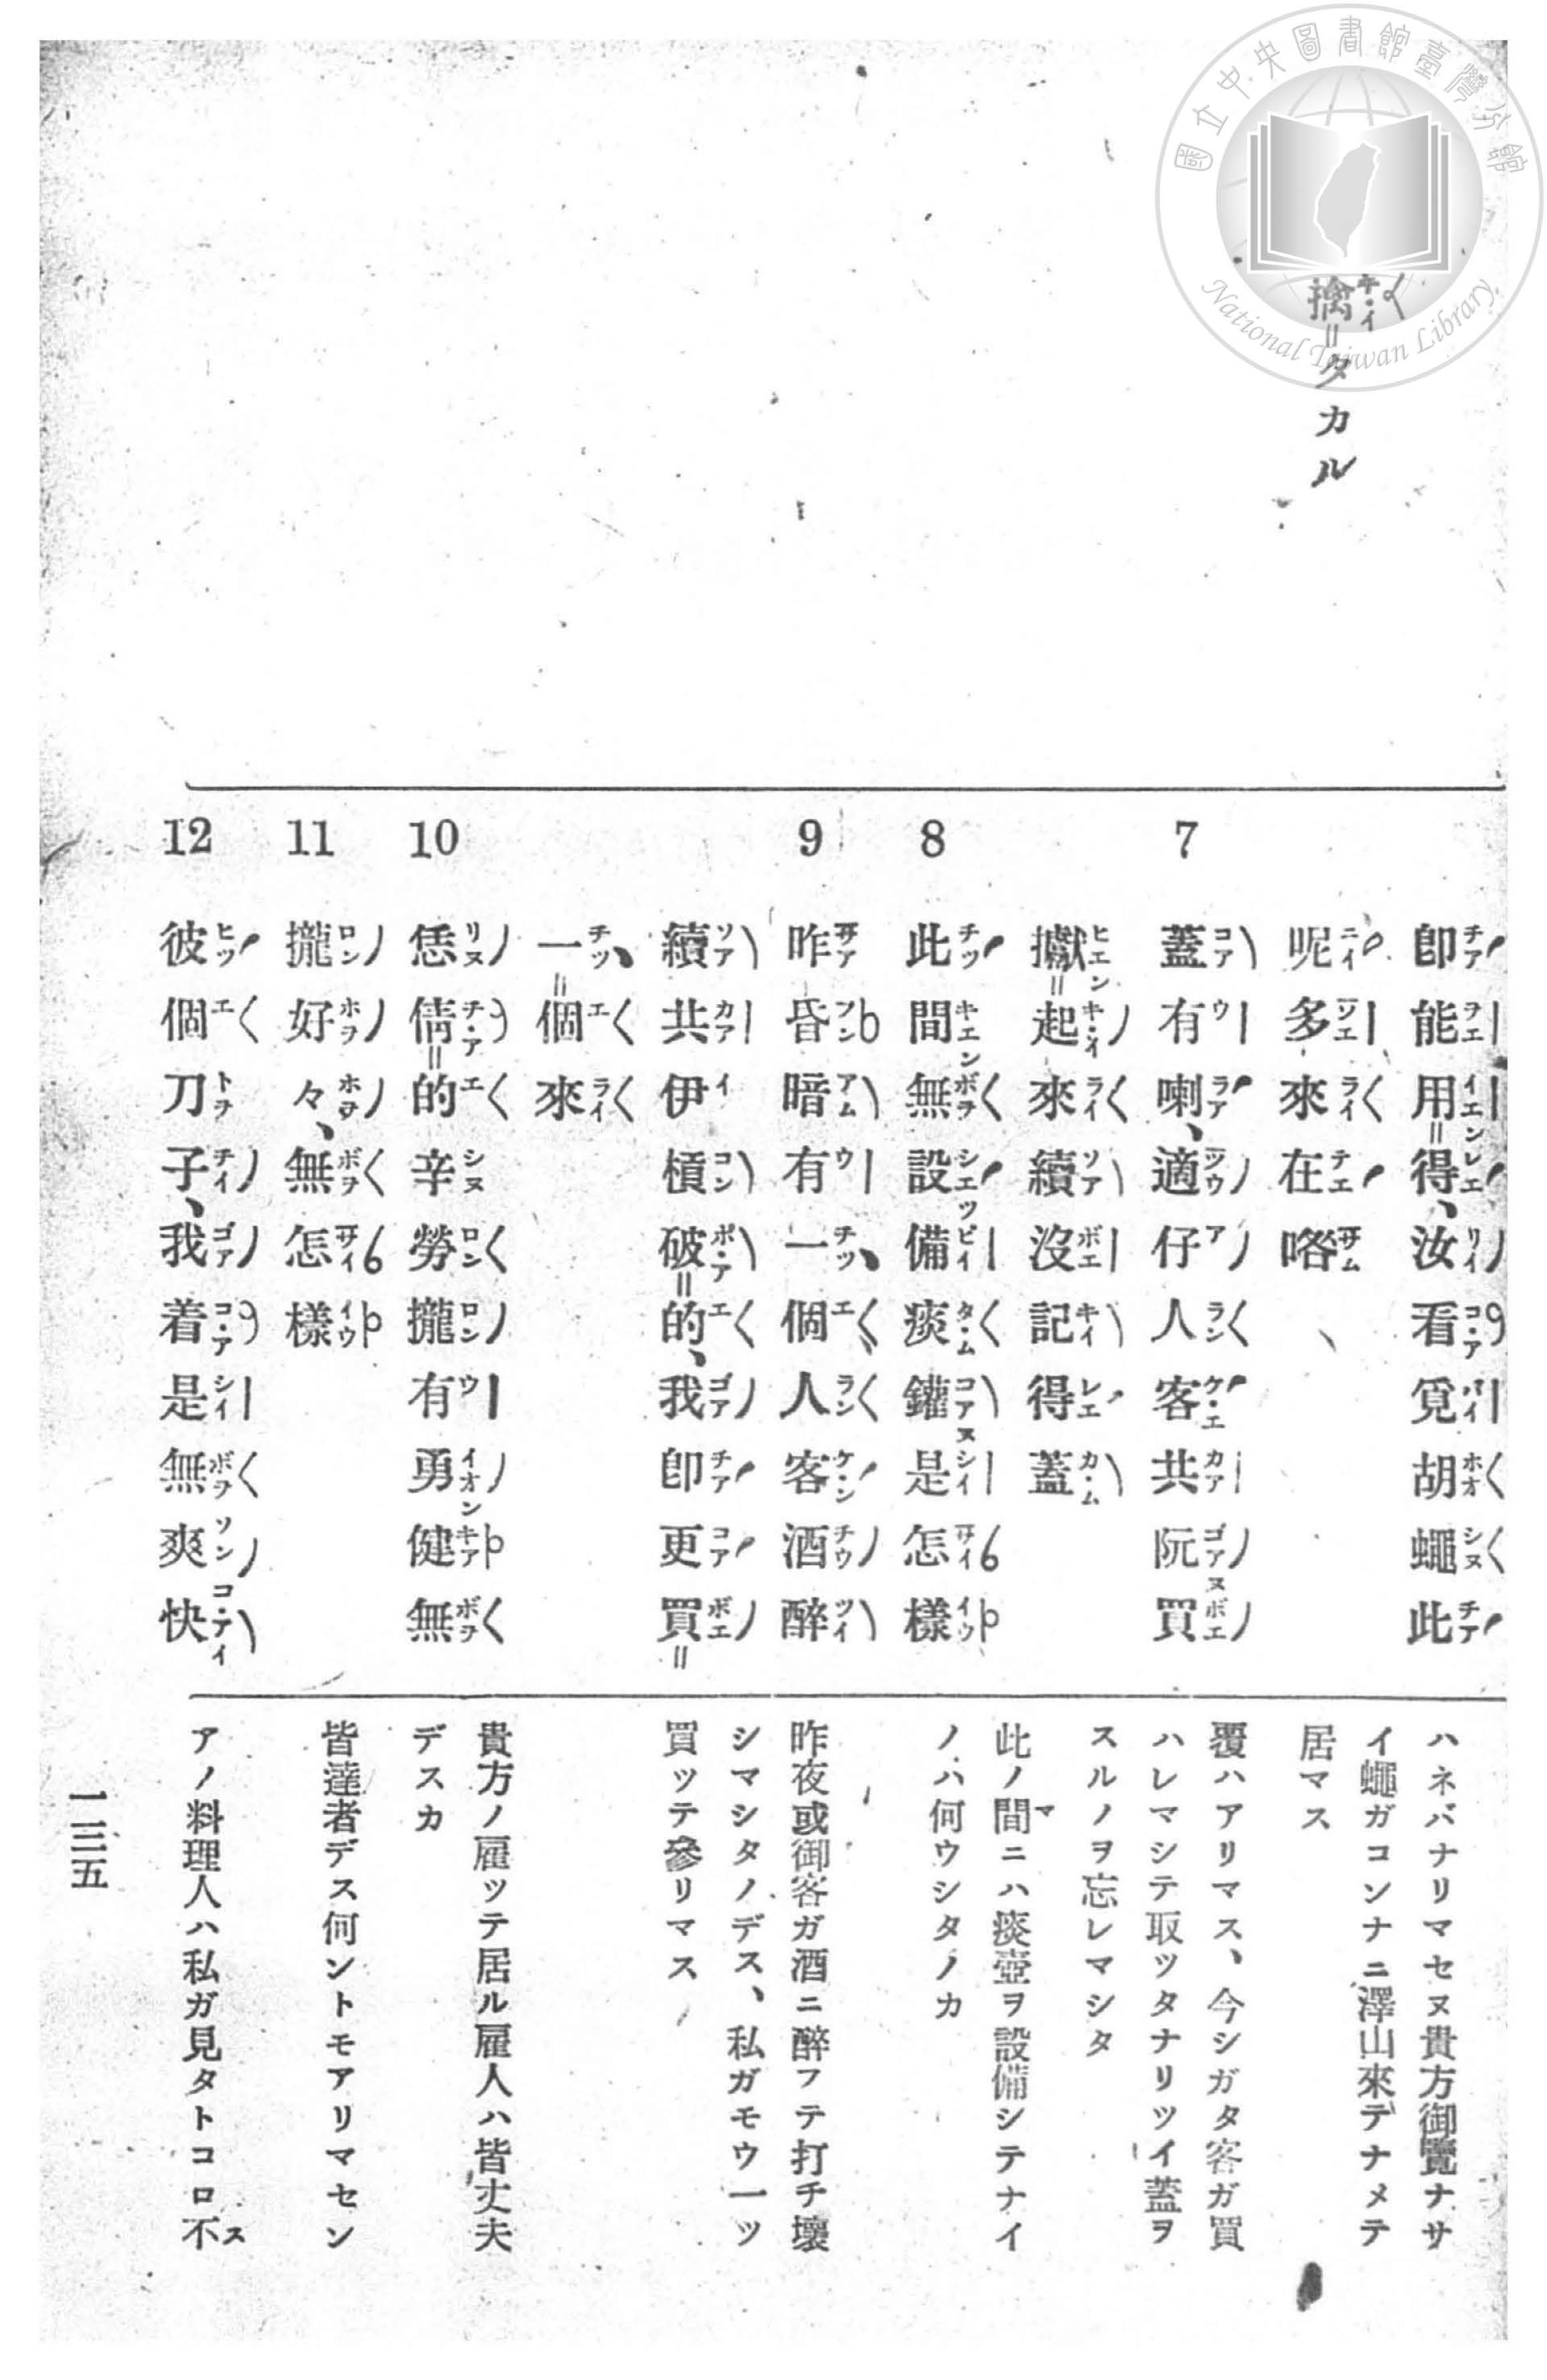 國立中央圖書館臺灣分館
National Taiwan Library
擒=タカル
卽能用=得、汝看覓胡蠅此
呢多來在咯
7 蓋有喇、適仔人客共阮買
起來續沒記得蓋
8 此間無設備痰鑵是怎樣
9 昨昏暗有一個人客酒醉
續共伊槓破=的、我卽更買=
一=個來
10 恁倩=的辛勞攏有勇健無
11 攏好々、無怎樣
12 彼個刀子、我着是無爽快
ハネバナリマセヌ貴方御覽ナサ
イ蠅ガコンナニ澤山來テナメテ
居マス
覆ハアリマス、今シガタ客ガ買
ハレマシテ取ツタナリツイ蓋ヲ
スルノヲ忘レマシタ
此ノ間ニハ痰壺ヲ設備シテナイ
ノハ何ウシタノカ
昨夜或御客ガ酒ニ醉フテ打チ壞
シマシタノデス、私ガモウ一ツ
買ッテ參リマス
貴方ノ雇ツテ居ル雇人ハ皆丈夫
デスカ
皆達者デス何ントモアリマセン
アノ料理人ハ私ガ見タトコロ不
一三五